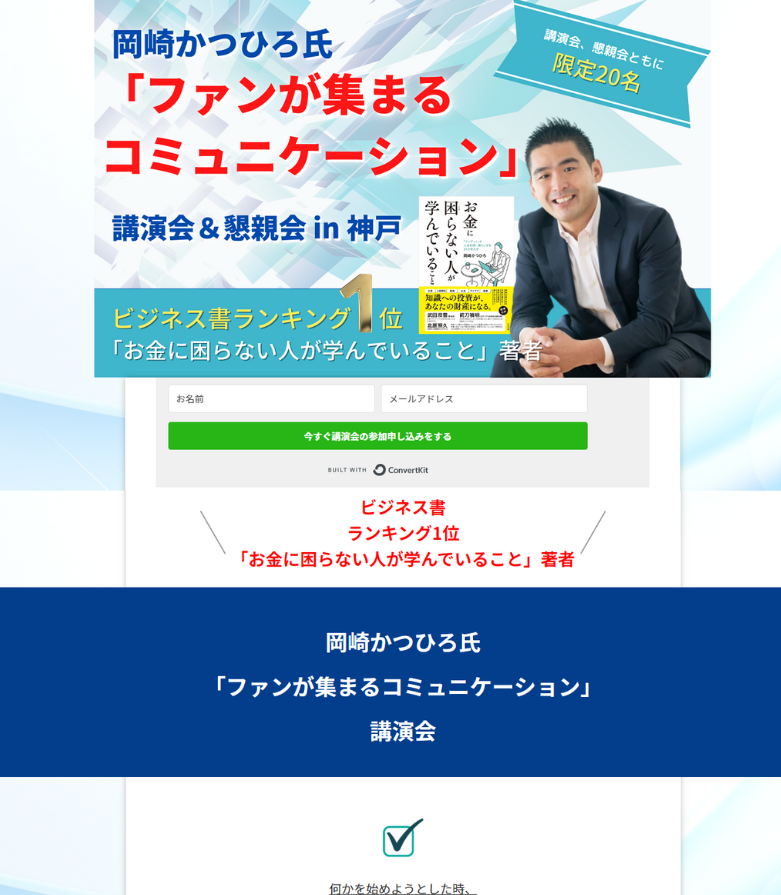 岡崎かつひろ氏
講演会、懇親会ともに
限定20名
「ファンが集まる
コミュニケーション」
講演会&懇親会 in 神戸
お金に
困らない人が
学んでいること
岡崎かつひろ
知識への投資が、
あなたの財産になる。
ビジネス書ランキング1位
「お金に困らない人が学んでいること」著者
お名前
メールアドレス
今すぐ講演会の参加申し込みをする
BUILT WITH ConvertKit
ビジネス書
ランキング1位
「お金に困らない人が学んでいること」著者
岡崎かつひろ氏
「ファンが集まるコミュニケーション」
講演会
何かを始めようとした時、